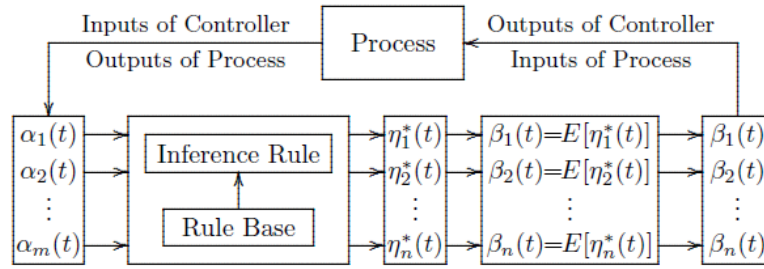 Inputs of Controller
Outputs of Process
Process
Outputs of Controller
Inputs of Process
α₁(t)
α₂(t)
⋮
αₘ(t)
Inference Rule
Rule Base
η₁*(t)
η₂*(t)
⋮
ηₙ*(t)
β₁(t)=E[η₁*(t)]
β₂(t)=E[η₂*(t)]
⋮
βₙ(t)=E[ηₙ*(t)]
β₁(t)
β₂(t)
⋮
βₙ(t)